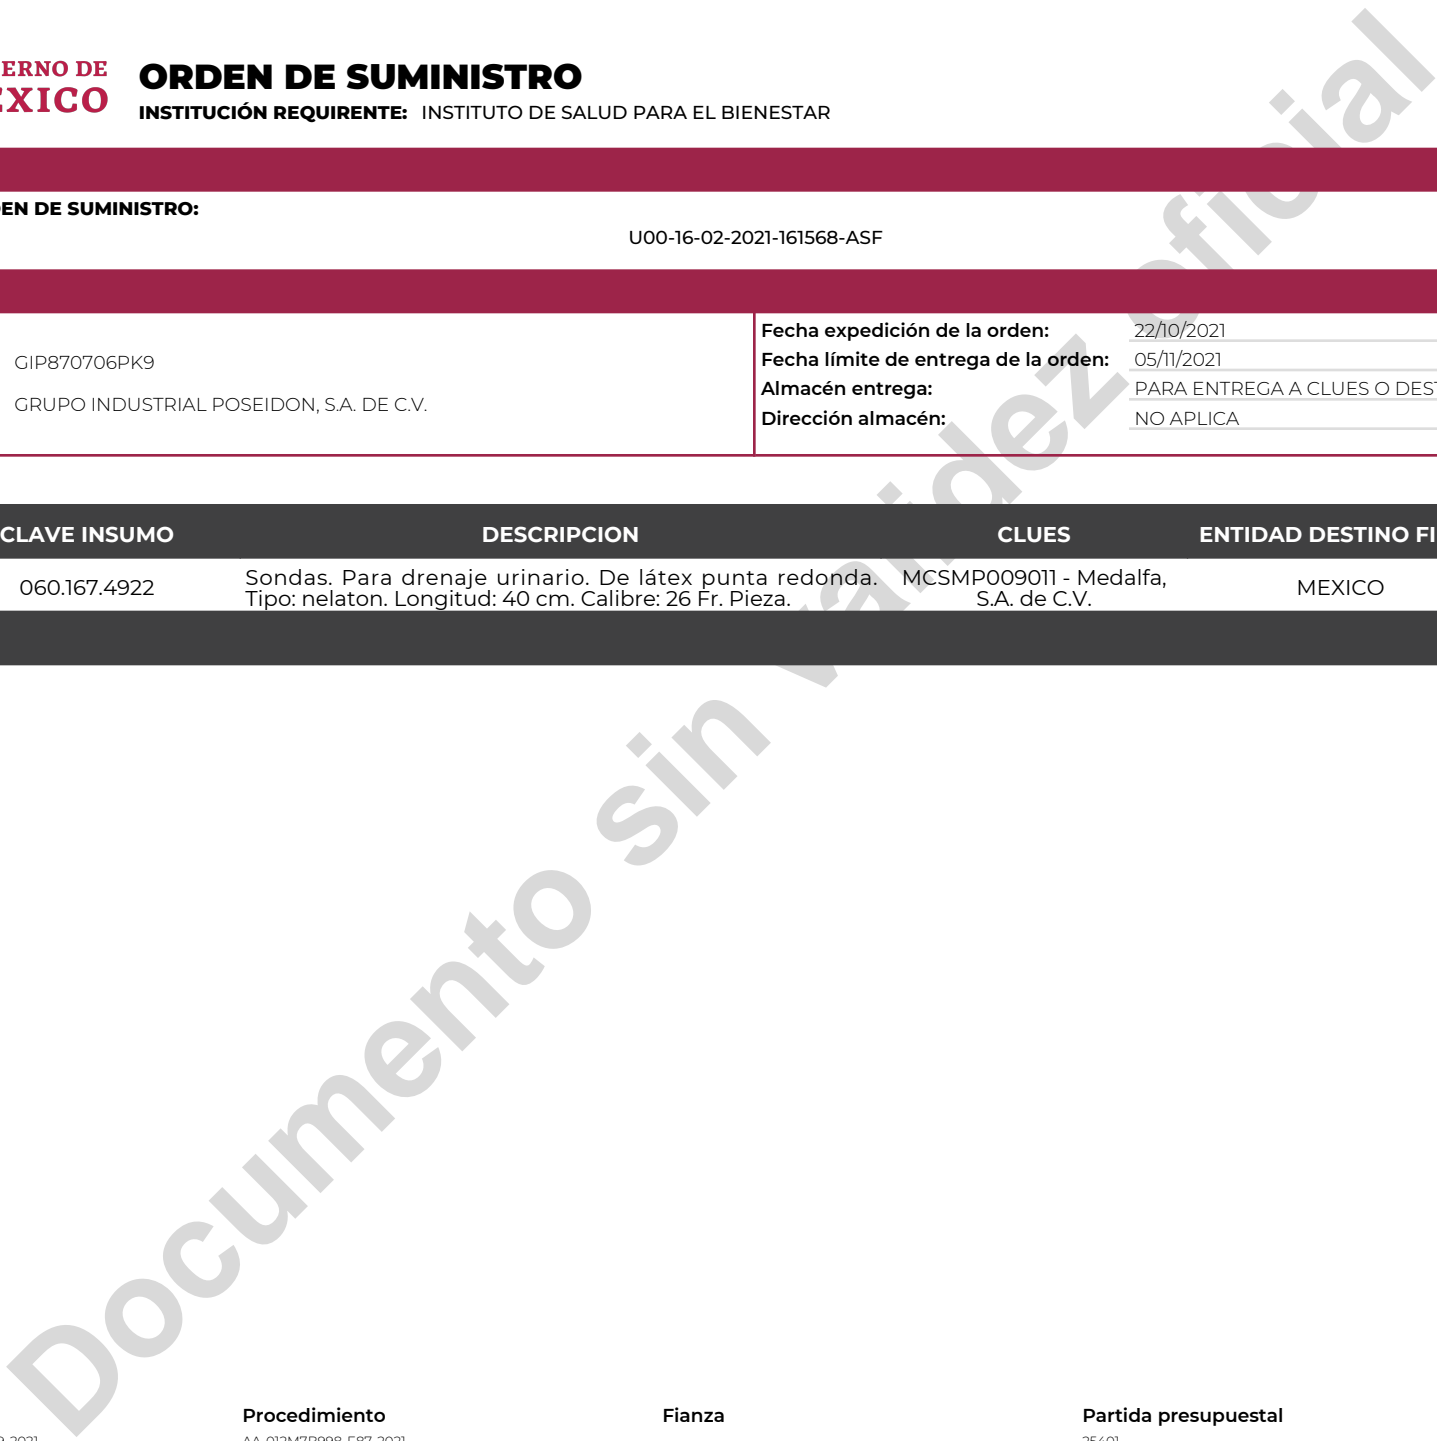 ERNO DE
EXICO
ORDEN DE SUMINISTRO
INSTITUCIÓN REQUIRENTE: INSTITUTO DE SALUD PARA EL BIENESTAR
EN DE SUMINISTRO:
U00-16-02-2021-161568-ASF
GIP870706PK9
GRUPO INDUSTRIAL POSEIDON, S.A. DE C.V.
Fecha expedición de la orden: 22/10/2021
Fecha límite de entrega de la orden: 05/11/2021
Almacén entrega: PARA ENTREGA A CLUES O DEST
Dirección almacén: NO APLICA
CLAVE INSUMO DESCRIPCION CLUES ENTIDAD DESTINO FI
060.167.4922 Sondas. Para drenaje urinario. De látex punta redonda. Tipo: nelaton. Longitud: 40 cm. Calibre: 26 Fr. Pieza. MCSMP009011 - Medalfa, S.A. de C.V. MEXICO
Documento sin validez oficial
Procedimiento Fianza Partida presupuestal